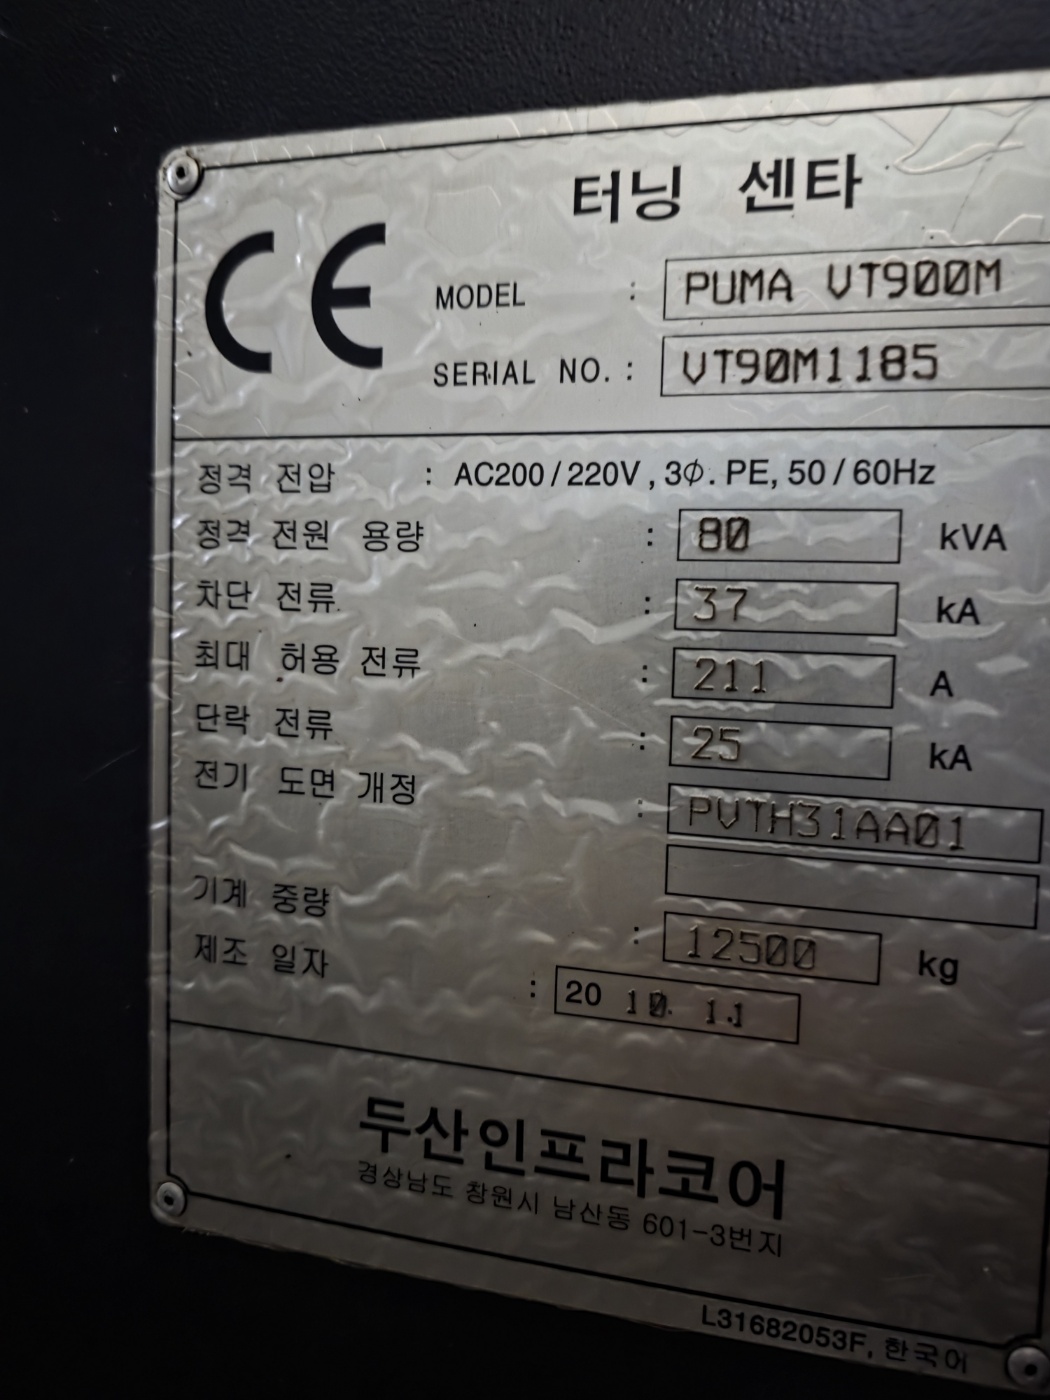 CE
터닝 센타
MODEL : PUMA VT900M
SERIAL NO. : VT90M1185
정격 전압 : AC200/220V, 3Φ. PE, 50/60Hz
정격 전원 용량 : 80 kVA
차단 전류 : 37 kA
최대 허용 전류 : 211 A
단락 전류 : 25 kA
전기 도면 개정 : PVTH31AA01
기계 중량 : 12500 kg
제조 일자 : 20 10. 11
두산인프라코어
경상남도 창원시 남산동 601-3번지
L31682053F, 한국어